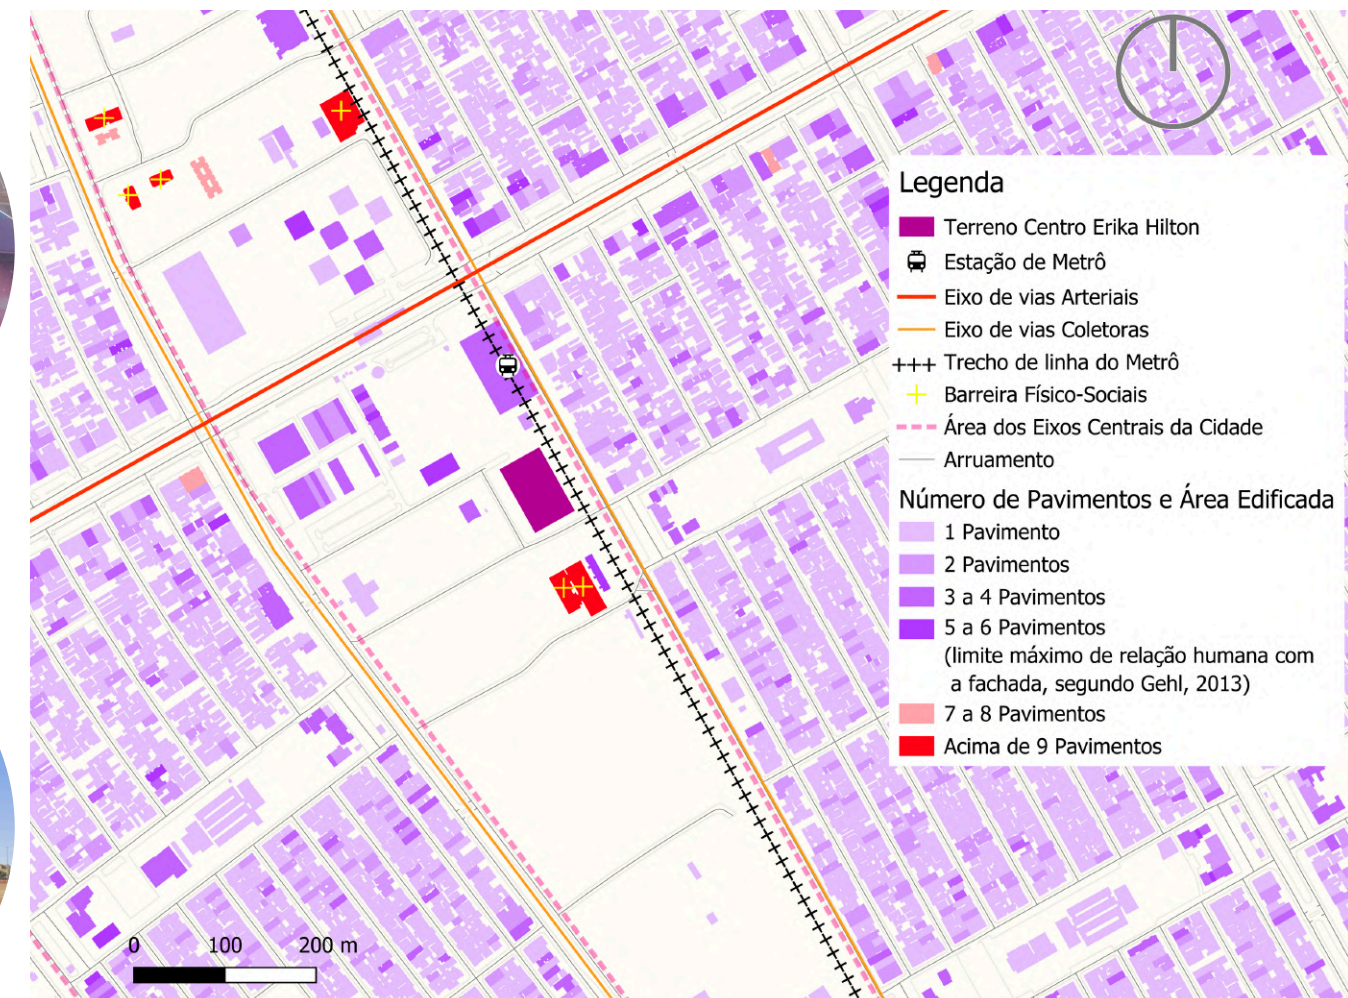 Legenda
Terreno Centro Erika Hilton
Estação de Metrô
Eixo de vias Arteriais
Eixo de vias Coletoras
Trecho de linha do Metrô
Barreira Físico-Sociais
Área dos Eixos Centrais da Cidade
Arruamento
Número de Pavimentos e Área Edificada
1 Pavimento
2 Pavimentos
3 a 4 Pavimentos
5 a 6 Pavimentos
(limite máximo de relação humana com
a fachada, segundo Gehl, 2013)
7 a 8 Pavimentos
Acima de 9 Pavimentos
0 100 200 m